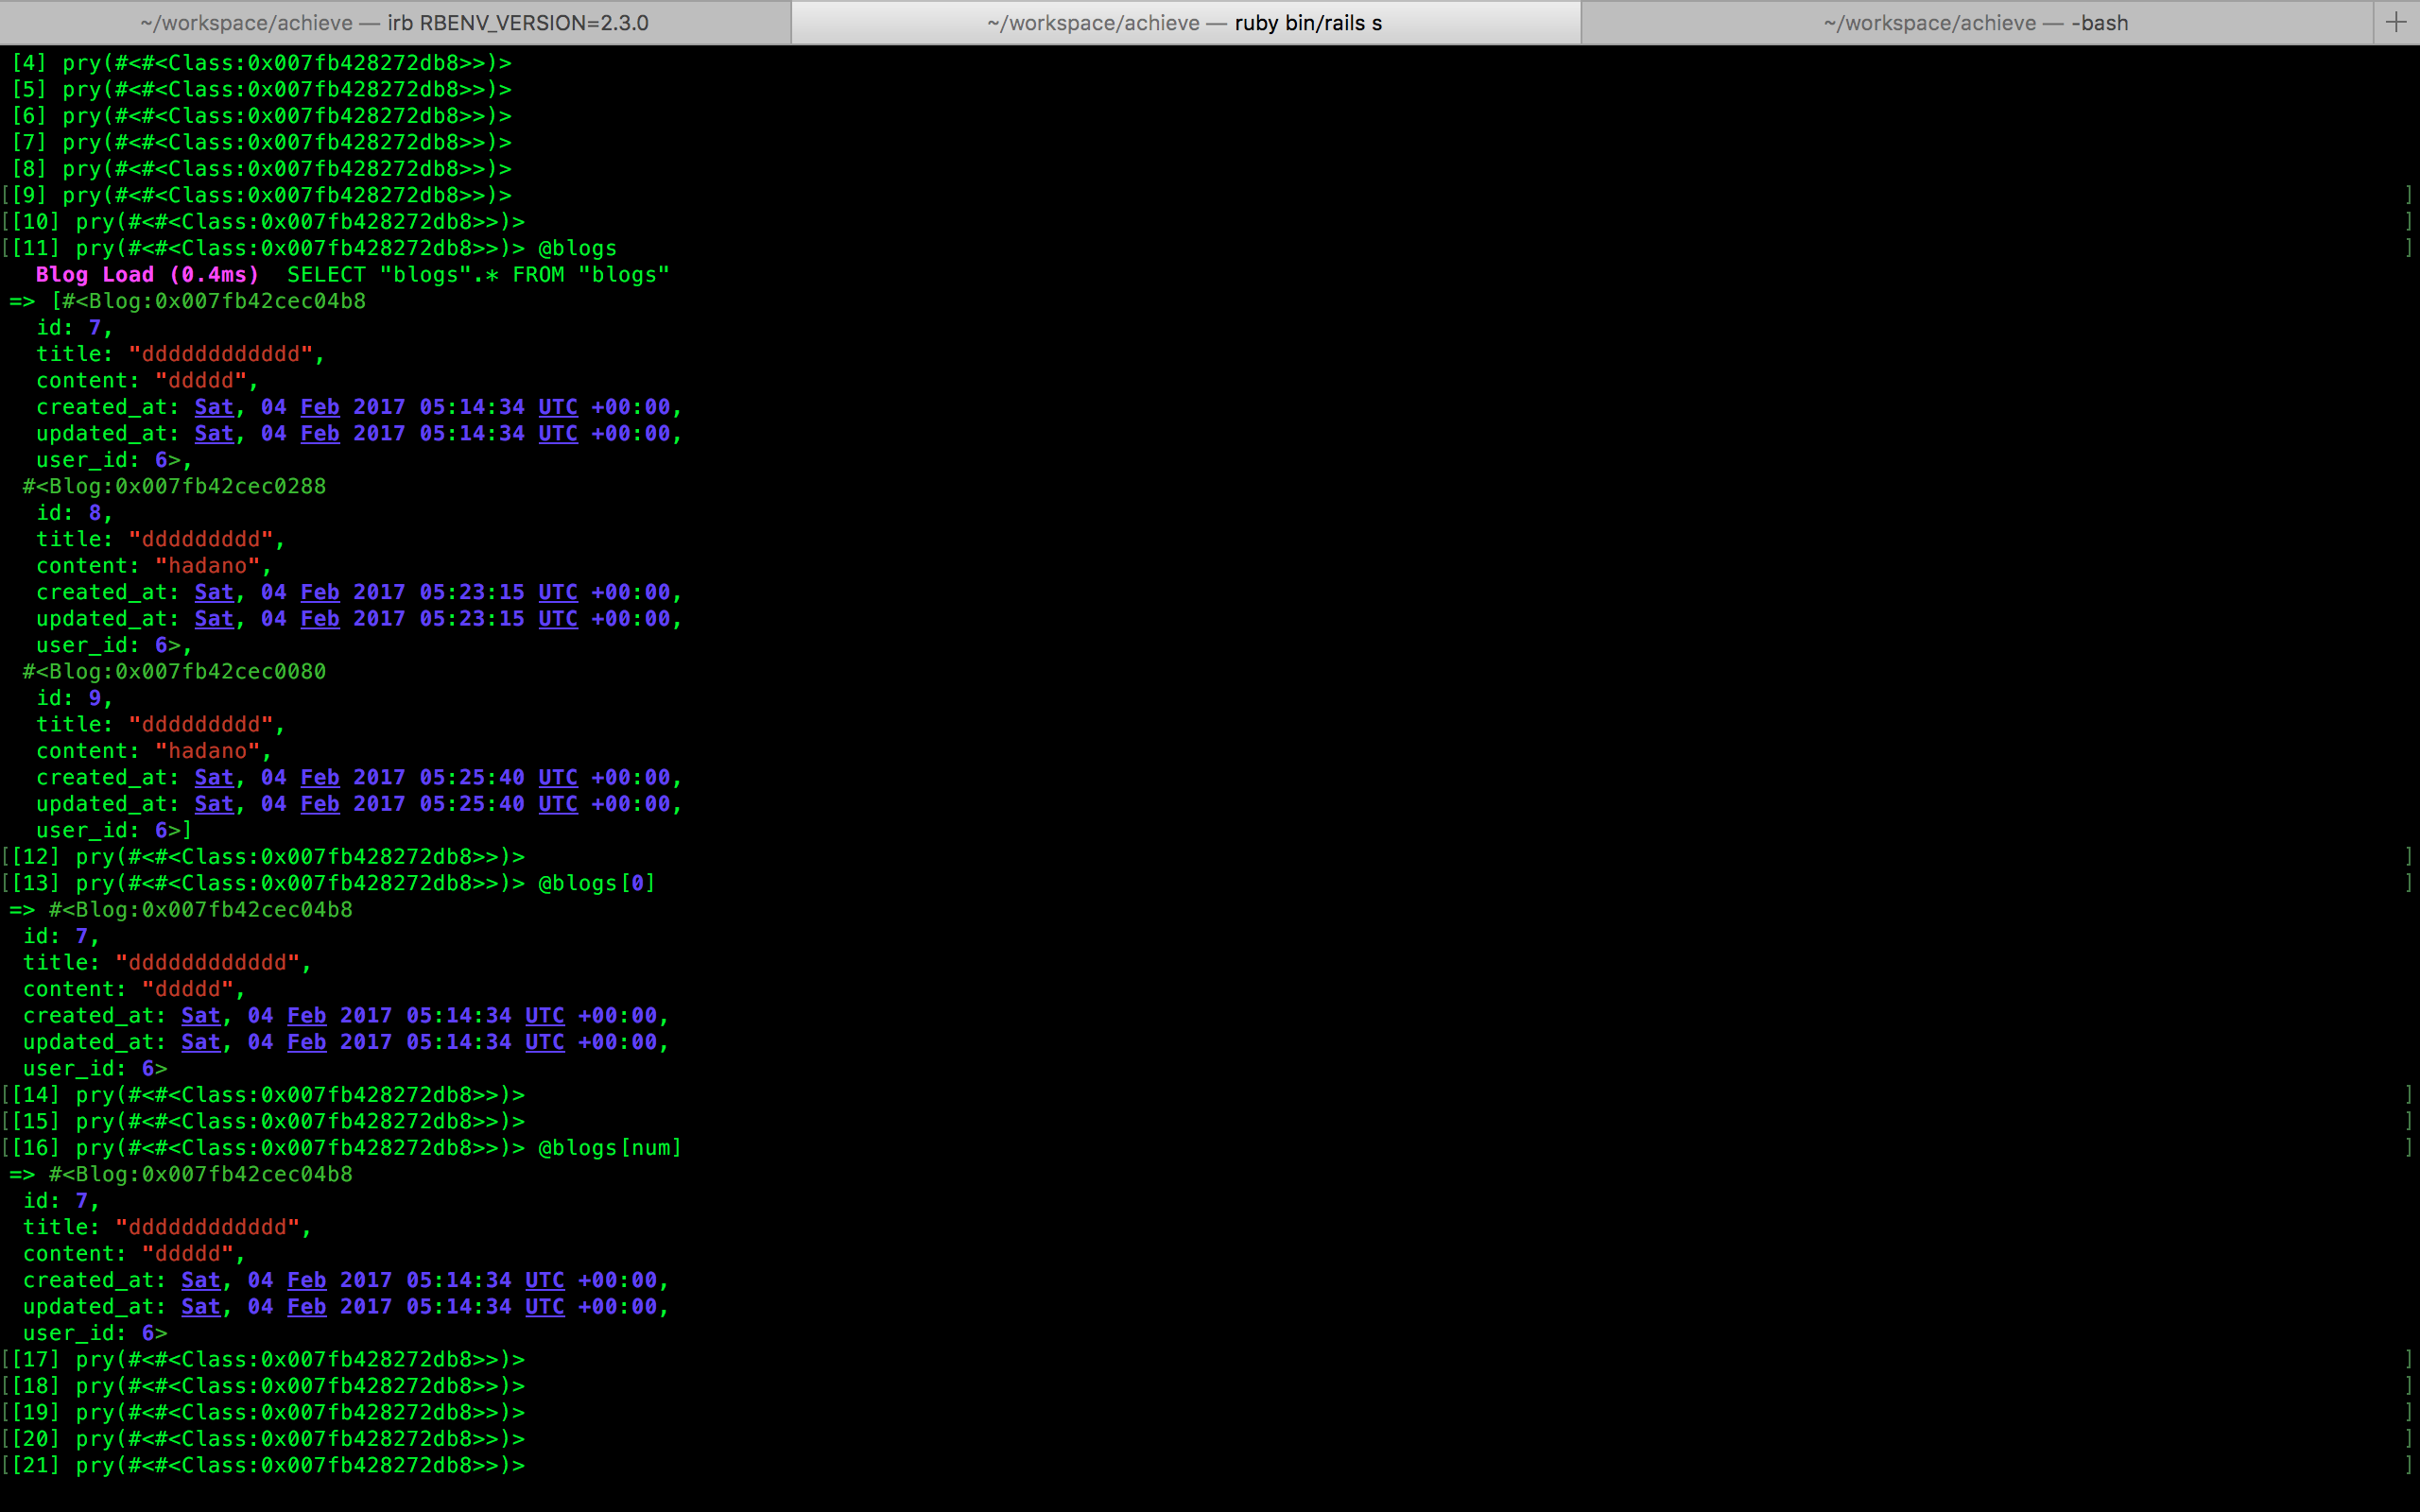 ~/workspace/achieve — irb RBENV_VERSION=2.3.0
~/workspace/achieve — ruby bin/rails s
~/workspace/achieve — -bash
+
[4] pry(#<#<Class:0x007fb428272db8>>)>
[5] pry(#<#<Class:0x007fb428272db8>>)>
[6] pry(#<#<Class:0x007fb428272db8>>)>
[7] pry(#<#<Class:0x007fb428272db8>>)>
[8] pry(#<#<Class:0x007fb428272db8>>)>
[[9] pry(#<#<Class:0x007fb428272db8>>)> ]
[[10] pry(#<#<Class:0x007fb428272db8>>)> ]
[[11] pry(#<#<Class:0x007fb428272db8>>)> @blogs ]
Blog Load (0.4ms)  SELECT "blogs".* FROM "blogs"
=> [#<Blog:0x007fb42cec04b8
id: 7,
title: "dddddddddddd",
content: "ddddd",
created_at: Sat, 04 Feb 2017 05:14:34 UTC +00:00,
updated_at: Sat, 04 Feb 2017 05:14:34 UTC +00:00,
user_id: 6>,
#<Blog:0x007fb42cec0288
id: 8,
title: "ddddddddd",
content: "hadano",
created_at: Sat, 04 Feb 2017 05:23:15 UTC +00:00,
updated_at: Sat, 04 Feb 2017 05:23:15 UTC +00:00,
user_id: 6>,
#<Blog:0x007fb42cec0080
id: 9,
title: "ddddddddd",
content: "hadano",
created_at: Sat, 04 Feb 2017 05:25:40 UTC +00:00,
updated_at: Sat, 04 Feb 2017 05:25:40 UTC +00:00,
user_id: 6>]
[[12] pry(#<#<Class:0x007fb428272db8>>)> ]
[[13] pry(#<#<Class:0x007fb428272db8>>)> @blogs[0] ]
=> #<Blog:0x007fb42cec04b8
id: 7,
title: "dddddddddddd",
content: "ddddd",
created_at: Sat, 04 Feb 2017 05:14:34 UTC +00:00,
updated_at: Sat, 04 Feb 2017 05:14:34 UTC +00:00,
user_id: 6>
[[14] pry(#<#<Class:0x007fb428272db8>>)> ]
[[15] pry(#<#<Class:0x007fb428272db8>>)> ]
[[16] pry(#<#<Class:0x007fb428272db8>>)> @blogs[num] ]
=> #<Blog:0x007fb42cec04b8
id: 7,
title: "dddddddddddd",
content: "ddddd",
created_at: Sat, 04 Feb 2017 05:14:34 UTC +00:00,
updated_at: Sat, 04 Feb 2017 05:14:34 UTC +00:00,
user_id: 6>
[[17] pry(#<#<Class:0x007fb428272db8>>)> ]
[[18] pry(#<#<Class:0x007fb428272db8>>)> ]
[[19] pry(#<#<Class:0x007fb428272db8>>)> ]
[[20] pry(#<#<Class:0x007fb428272db8>>)> ]
[[21] pry(#<#<Class:0x007fb428272db8>>)> ]